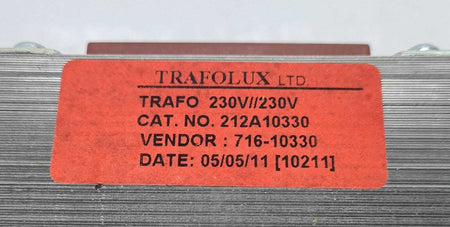 TRAFOLUX LTD
TRAFO 230V//230V
CAT. NO. 212A10330
VENDOR : 716-10330
DATE: 05/05/11 [10211]